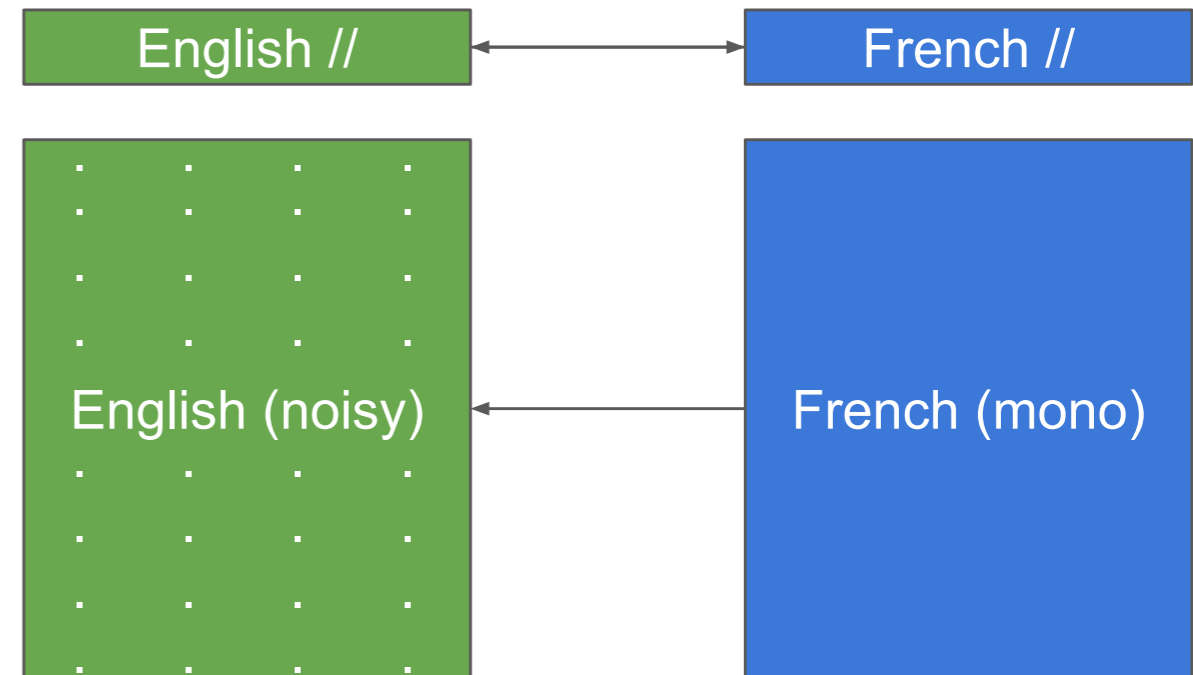 English //
French //
. . . .
. . . .
. . . .
. . . .
English (noisy)
French (mono)
. . . .
. . . .
. . . .
. . . .